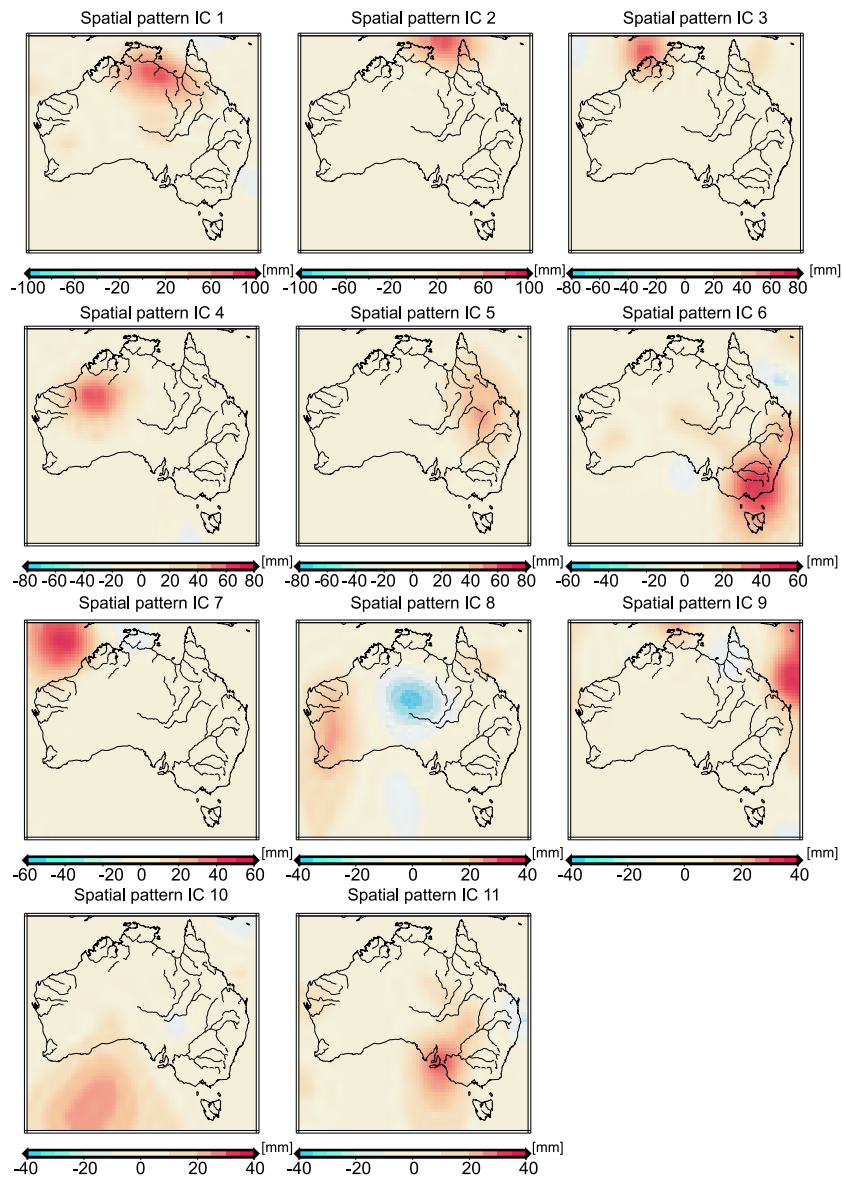 Spatial pattern IC 1
Spatial pattern IC 2
Spatial pattern IC 3
[mm]
-100 -60 -20 20 60 100
[mm]
-100 -60 -20 20 60 100
[mm]
-80 -60 -40 -20 0 20 40 60 80
Spatial pattern IC 4
Spatial pattern IC 5
Spatial pattern IC 6
[mm]
-80 -60 -40 -20 0 20 40 60 80
[mm]
-80 -60 -40 -20 0 20 40 60 80
[mm]
-60 -40 -20 0 20 40 60
Spatial pattern IC 7
Spatial pattern IC 8
Spatial pattern IC 9
[mm]
-60 -40 -20 0 20 40 60
[mm]
-40 -20 0 20 40
[mm]
-40 -20 0 20 40
Spatial pattern IC 10
Spatial pattern IC 11
[mm]
-40 -20 0 20 40
[mm]
-40 -20 0 20 40